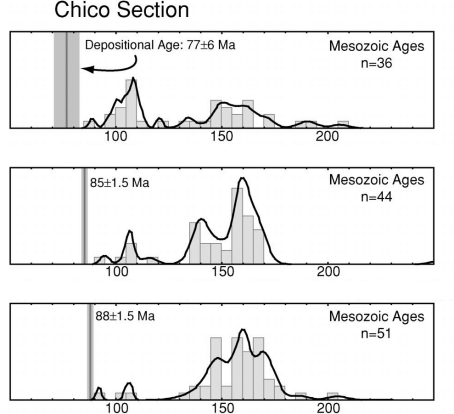 Chico Section
Depositional Age: 77±6 Ma
Mesozoic Ages
n=36
100 150 200
85±1.5 Ma
Mesozoic Ages
n=44
100 150 200
88±1.5 Ma
Mesozoic Ages
n=51
100 150 200